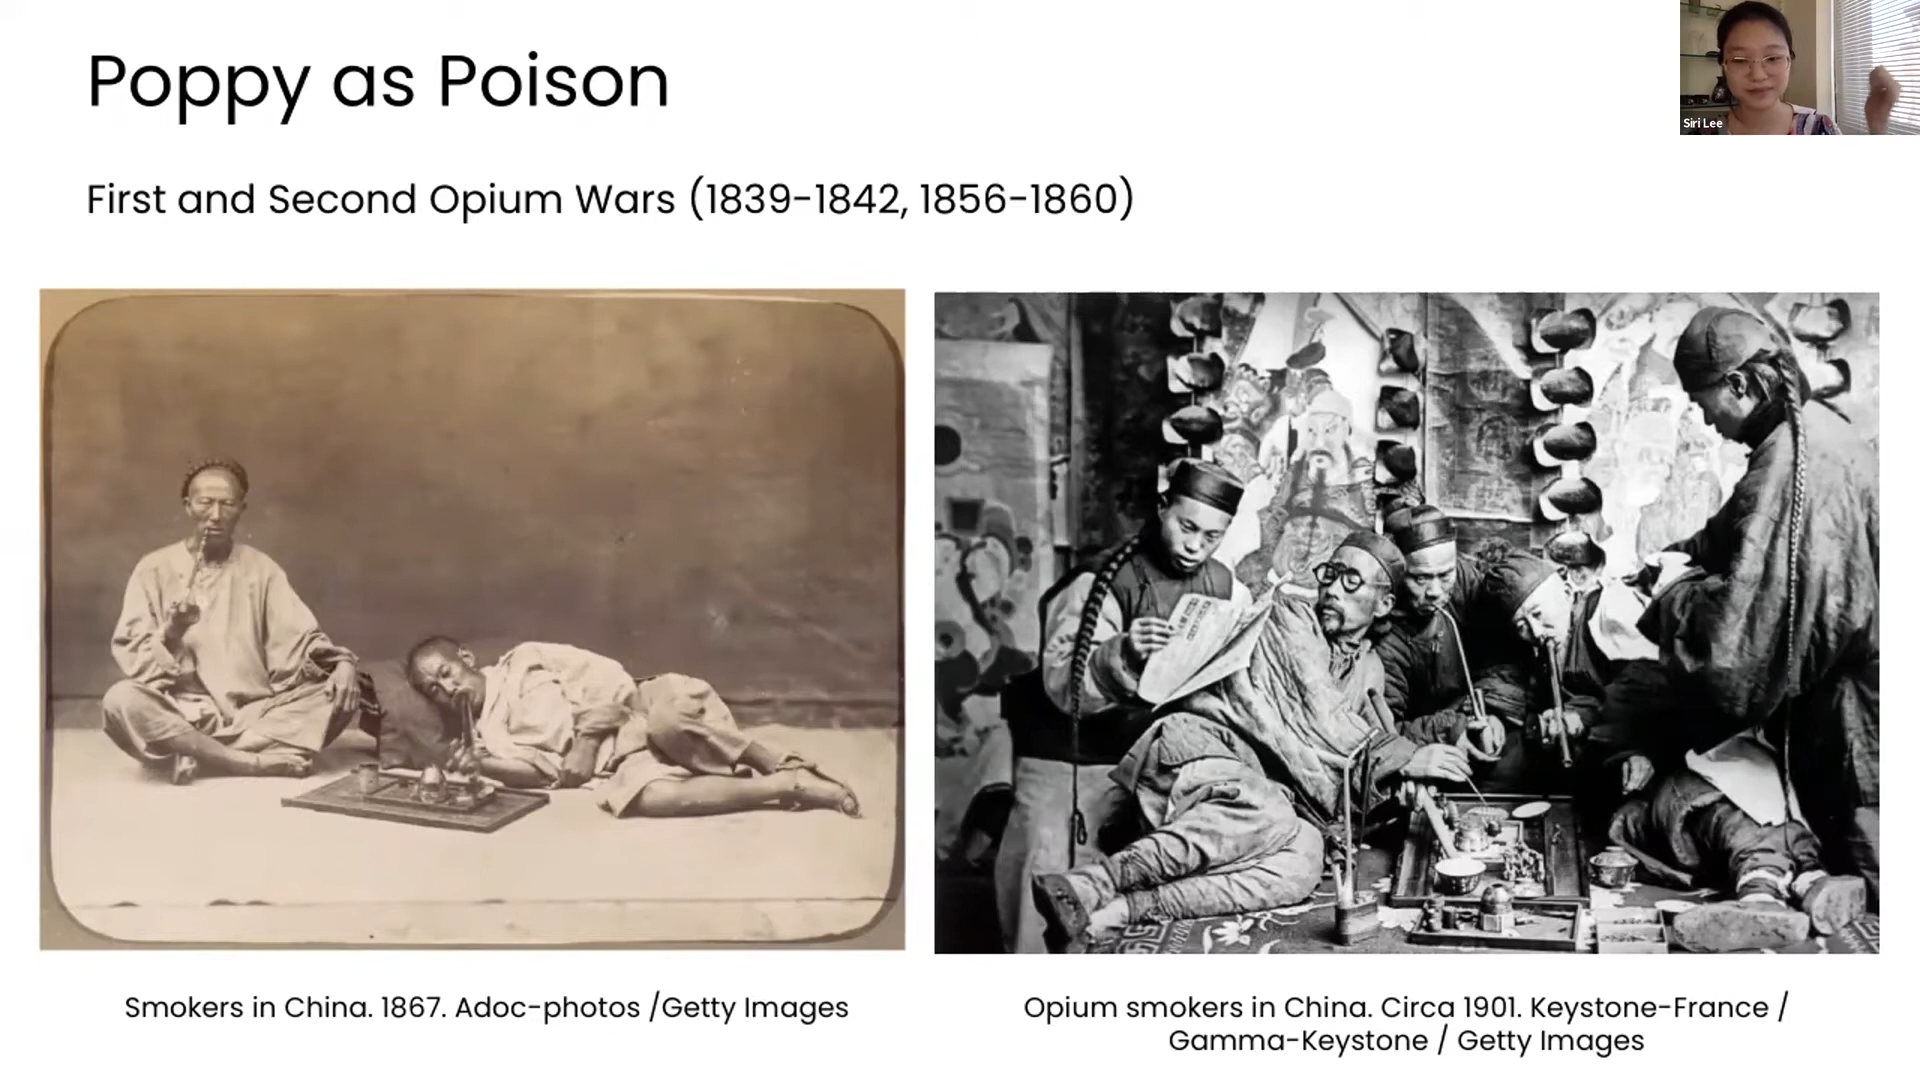 Poppy as Poison
Siri Lee
First and Second Opium Wars (1839-1842, 1856-1860)
Smokers in China. 1867. Adoc-photos /Getty Images
Opium smokers in China. Circa 1901. Keystone-France /
Gamma-Keystone / Getty Images